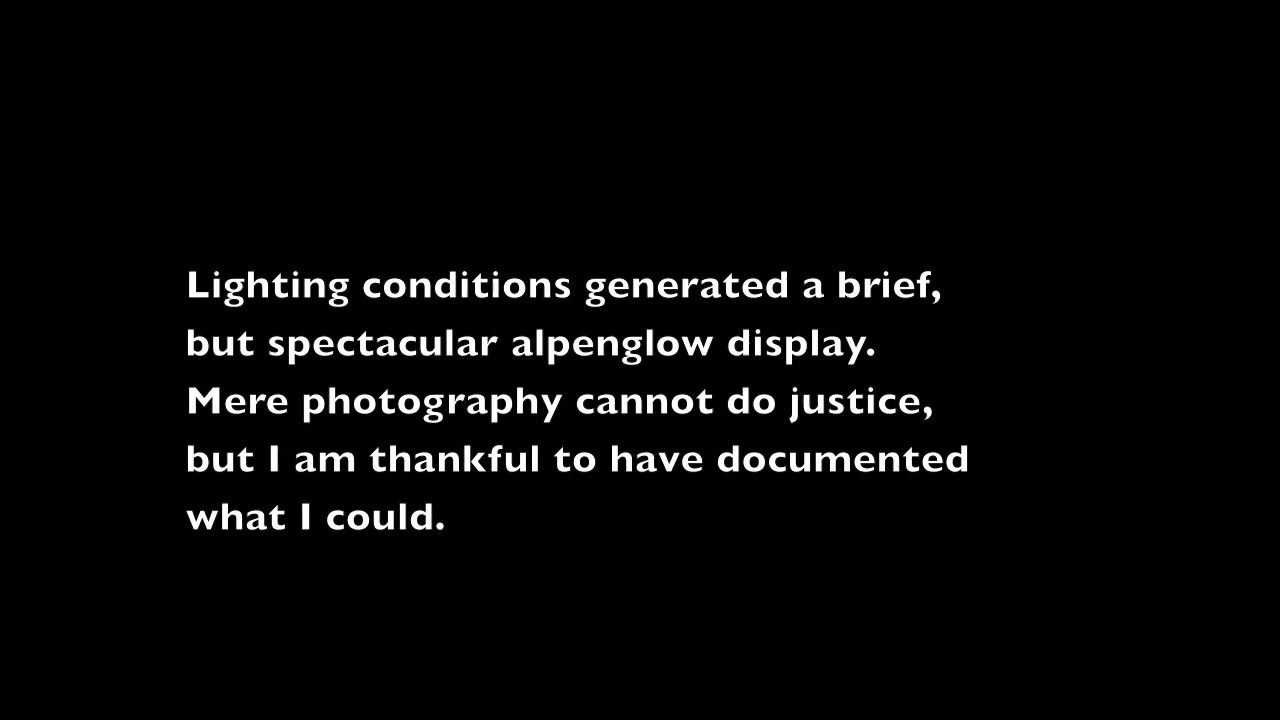 Lighting conditions generated a brief,
but spectacular alpenglow display.
Mere photography cannot do justice,
but I am thankful to have documented
what I could.